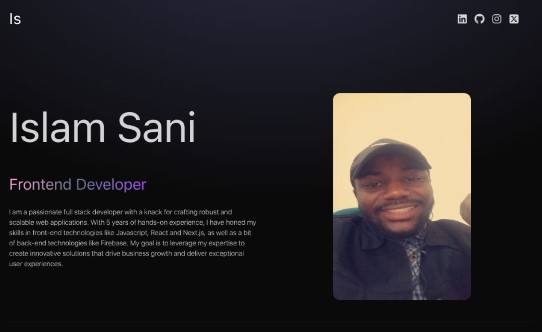 Is
Islam Sani
Frontend Developer
I am a passionate full stack developer with a knack for crafting robust and
scalable web applications. With 5 years of hands-on experience, I have honed my
skills in front-end technologies like Javascript, React and Next.js, as well as a bit
of back-end technologies like Firebase. My goal is to leverage my expertise to
create innovative solutions that drive business growth and deliver exceptional
user experiences.